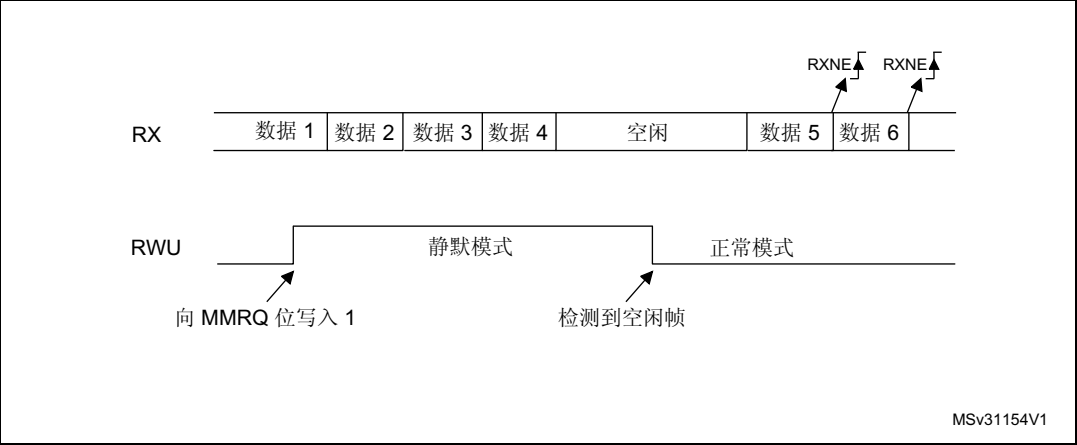 RXNE RXNE
RX 数据 1 数据 2 数据 3 数据 4 空闲 数据 5 数据 6
RWU 静默模式 正常模式
向 MMRQ 位写入 1 检测到空闲帧
MSv31154V1